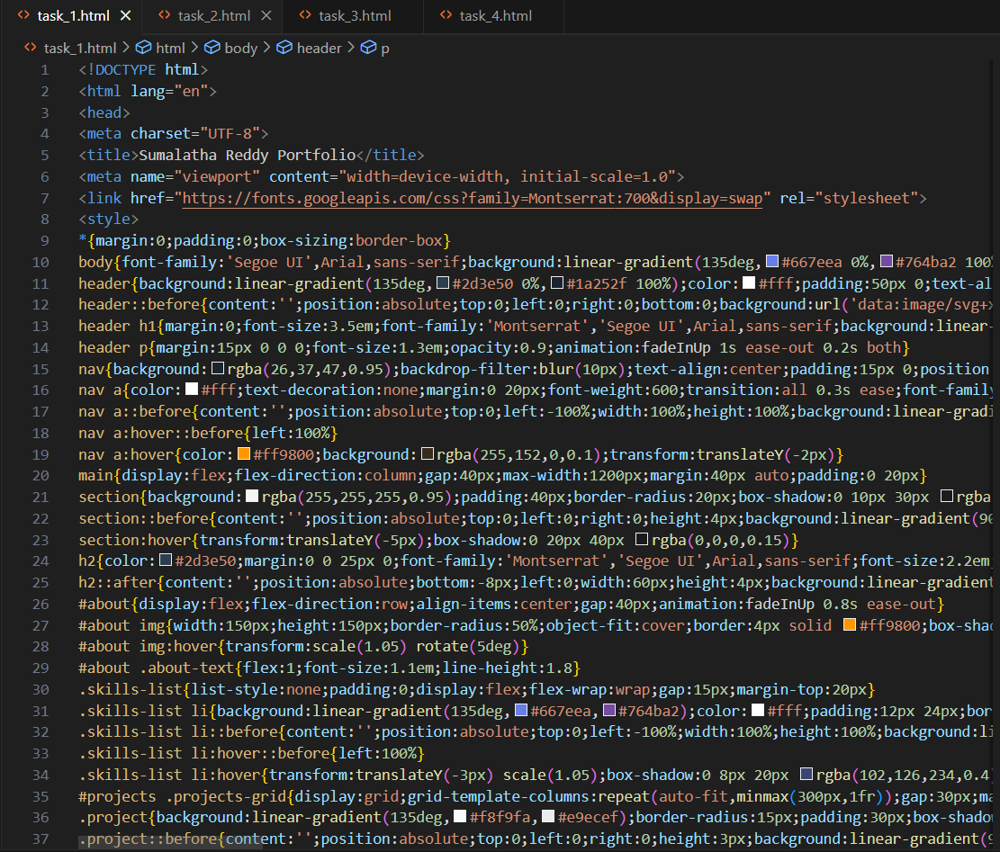 task_1.html task_2.html task_3.html task_4.html
task_1.html > html > body > header > p
1 <!DOCTYPE html>
2 <html lang="en">
3 <head>
4 <meta charset="UTF-8">
5 <title>Sumalatha Reddy Portfolio</title>
6 <meta name="viewport" content="width=device-width, initial-scale=1.0">
7 <link href="https://fonts.googleapis.com/css?family=Montserrat:700&display=swap" rel="stylesheet">
8 <style>
9 *{margin:0;padding:0;box-sizing:border-box}
10 body{font-family:'Segoe UI',Arial,sans-serif;background:linear-gradient(135deg,#667eea 0%,#764ba2 100%
11 header{background:linear-gradient(135deg,#2d3e50 0%,#1a252f 100%);color:#fff;padding:50px 0;text-al
12 header::before{content:'';position:absolute;top:0;left:0;right:0;bottom:0;background:url('data:image/svg+x
13 header h1{margin:0;font-size:3.5em;font-family:'Montserrat','Segoe UI',Arial,sans-serif;background:linear-
14 header p{margin:15px 0 0 0;font-size:1.3em;opacity:0.9;animation:fadeInUp 1s ease-out 0.2s both}
15 nav{background:rgba(26,37,47,0.95);backdrop-filter:blur(10px);text-align:center;padding:15px 0;position
16 nav a{color:#fff;text-decoration:none;margin:0 20px;font-weight:600;transition:all 0.3s ease;font-family
17 nav a::before{content:'';position:absolute;top:0;left:-100%;width:100%;height:100%;background:linear-gradi
18 nav a:hover::before{left:100%}
19 nav a:hover{color:#ff9800;background:rgba(255,152,0,0.1);transform:translateY(-2px)}
20 main{display:flex;flex-direction:column;gap:40px;max-width:1200px;margin:40px auto;padding:0 20px}
21 section{background:rgba(255,255,255,0.95);padding:40px;border-radius:20px;box-shadow:0 10px 30px rgba
22 section::before{content:'';position:absolute;top:0;left:0;right:0;height:4px;background:linear-gradient(90
23 section:hover{transform:translateY(-5px);box-shadow:0 20px 40px rgba(0,0,0,0.15)}
24 h2{color:#2d3e50;margin:0 0 25px 0;font-family:'Montserrat','Segoe UI',Arial,sans-serif;font-size:2.2em
25 h2::after{content:'';position:absolute;bottom:-8px;left:0;width:60px;height:4px;background:linear-gradient
26 #about{display:flex;flex-direction:row;align-items:center;gap:40px;animation:fadeInUp 0.8s ease-out}
27 #about img{width:150px;height:150px;border-radius:50%;object-fit:cover;border:4px solid #ff9800;box-shad
28 #about img:hover{transform:scale(1.05) rotate(5deg)}
29 #about .about-text{flex:1;font-size:1.1em;line-height:1.8}
30 .skills-list{list-style:none;padding:0;display:flex;flex-wrap:wrap;gap:15px;margin-top:20px}
31 .skills-list li{background:linear-gradient(135deg,#667eea,#764ba2);color:#fff;padding:12px 24px;bor
32 .skills-list li::before{content:'';position:absolute;top:0;left:-100%;width:100%;height:100%;background:li
33 .skills-list li:hover::before{left:100%}
34 .skills-list li:hover{transform:translateY(-3px) scale(1.05);box-shadow:0 8px 20px rgba(102,126,234,0.4
35 #projects .projects-grid{display:grid;grid-template-columns:repeat(auto-fit,minmax(300px,1fr));gap:30px;ma
36 .project{background:linear-gradient(135deg,#f8f9fa,#e9ecef);border-radius:15px;padding:30px;box-shadow
37 .project::before{content:'';position:absolute;top:0;left:0;right:0;height:3px;background:linear-gradient(9